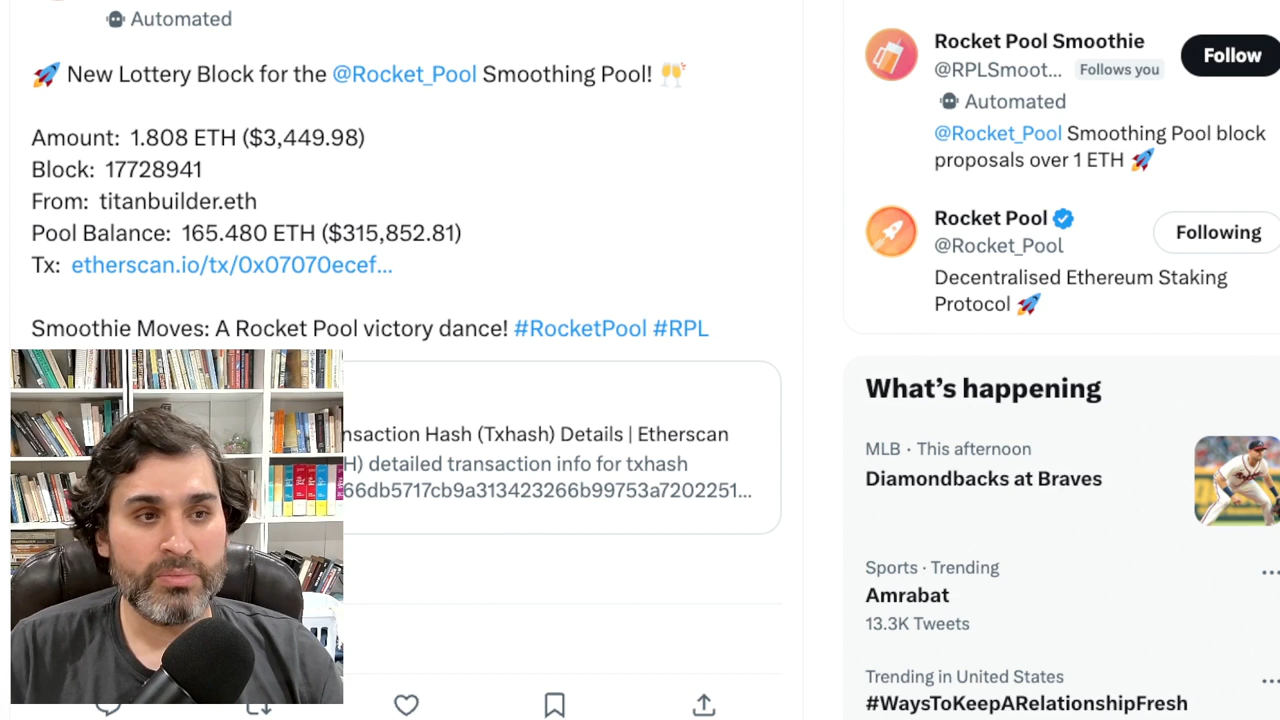 Automated
🚀 New Lottery Block for the @Rocket_Pool Smoothing Pool! 🥂
Amount: 1.808 ETH ($3,449.98)
Block: 17728941
From: titanbuilder.eth
Pool Balance: 165.480 ETH ($315,852.81)
Tx: etherscan.io/tx/0x07070ecef...
Smoothie Moves: A Rocket Pool victory dance! #RocketPool #RPL
nsaction Hash (Txhash) Details | Etherscan
H) detailed transaction info for txhash
66db5717cb9a313423266b99753a7202251...
Rocket Pool Smoothie
Follow
@RPLSmoot... Follows you
Automated
@Rocket_Pool Smoothing Pool block
proposals over 1 ETH 🚀
Rocket Pool
@Rocket_Pool
Following
Decentralised Ethereum Staking
Protocol 🚀
What's happening
MLB · This afternoon
Diamondbacks at Braves
Sports · Trending
Amrabat
13.3K Tweets
Trending in United States
#WaysToKeepARelationshipFresh